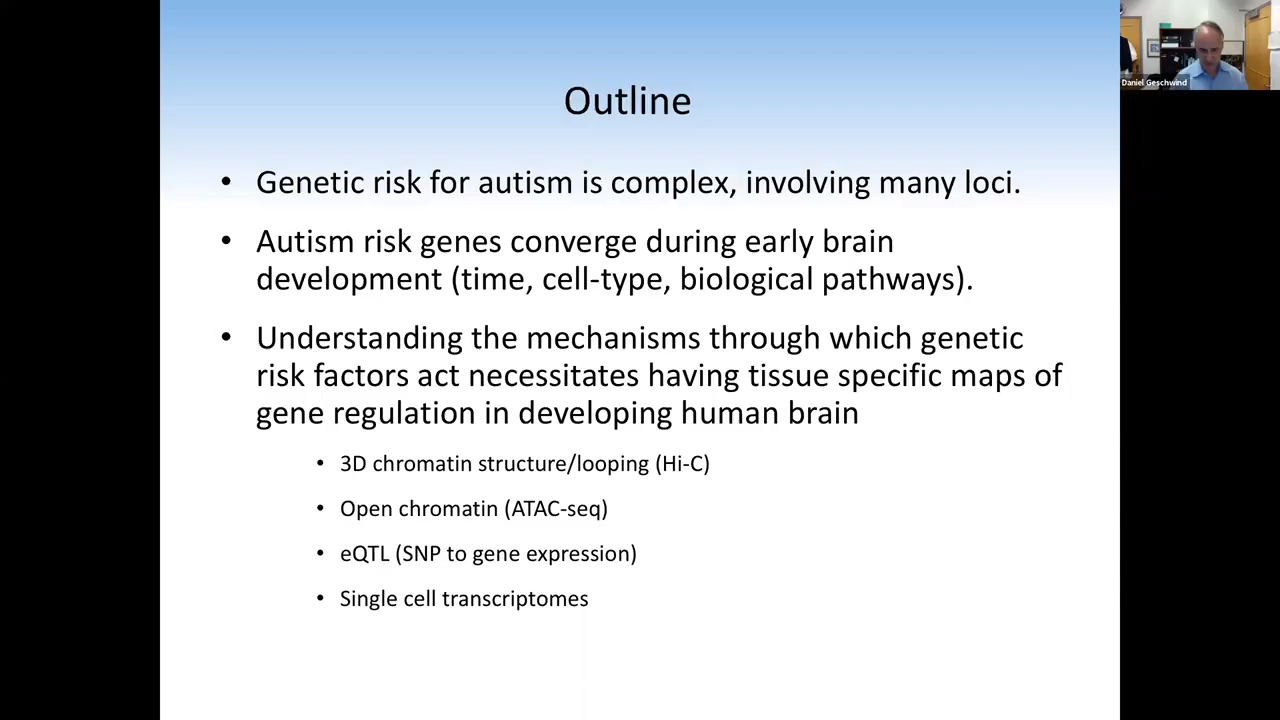 Outline
• Genetic risk for autism is complex, involving many loci.
• Autism risk genes converge during early brain
development (time, cell-type, biological pathways).
• Understanding the mechanisms through which genetic
risk factors act necessitates having tissue specific maps of
gene regulation in developing human brain
• 3D chromatin structure/looping (Hi-C)
• Open chromatin (ATAC-seq)
• eQTL (SNP to gene expression)
• Single cell transcriptomes
Daniel Geschwind